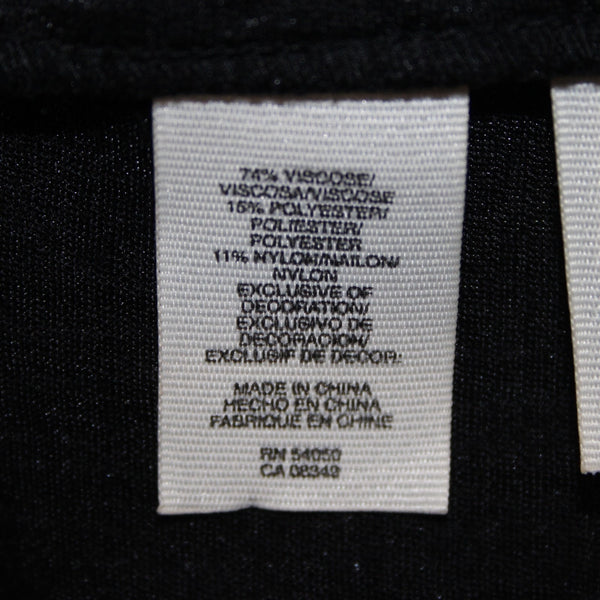 74% VISCOSE/
VISCOSA/VISCOSE
15% POLYESTER/
POLIESTER/
POLYESTER
11% NYLON/NAILON/
NYLON
EXCLUSIVE OF
DECORATION/
EXCLUSIVO DE
DECORACION/
EXCLUSIF DE DECOR.
MADE IN CHINA
HECHO EN CHINA
FABRIQUE EN CHINE
RN 54050
CA 08349